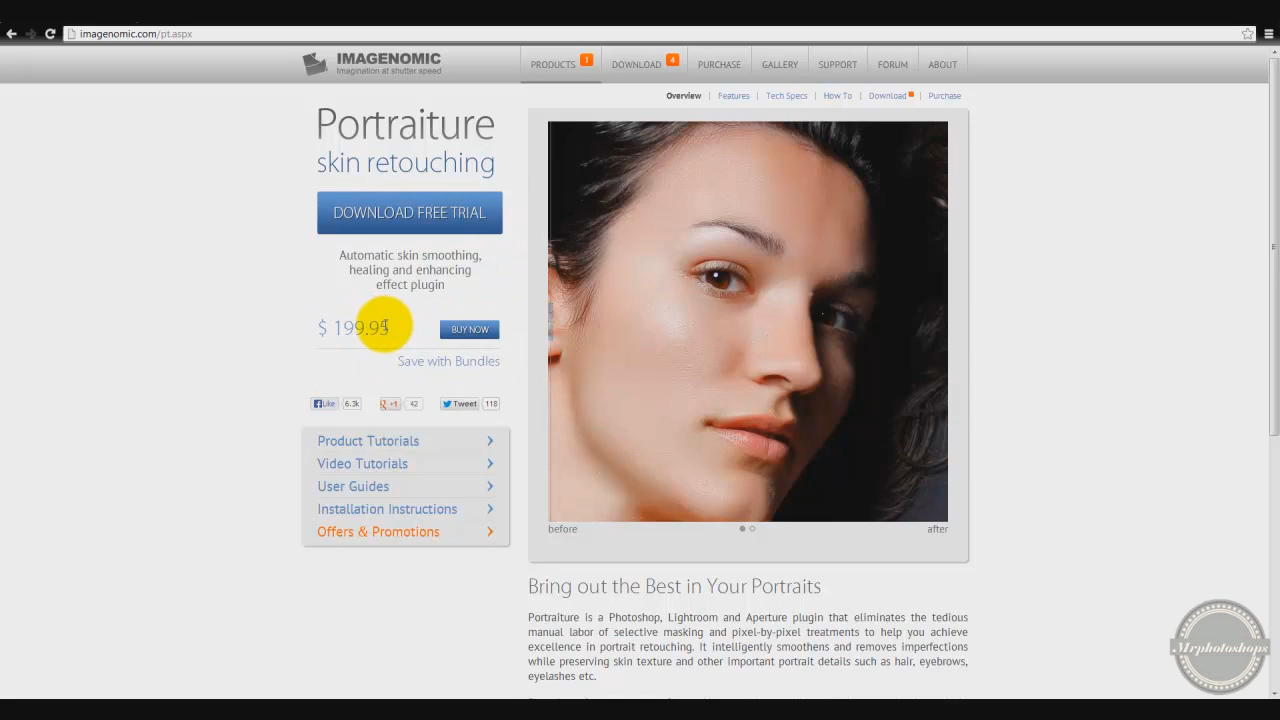 imagenomic.com/pt.aspx
IMAGENOMIC
Imagination at shutter speed
PRODUCTS 1 DOWNLOAD 4 PURCHASE GALLERY SUPPORT FORUM ABOUT
Overview | Features | Tech Specs | How To | Download | Purchase
Portraiture
skin retouching
DOWNLOAD FREE TRIAL
Automatic skin smoothing,
healing and enhancing
effect plugin
$ 199.95 BUY NOW
Save with Bundles
Like 6.3k +1 42 Tweet 118
Product Tutorials
Video Tutorials
User Guides
Installation Instructions
Offers & Promotions
before after
Bring out the Best in Your Portraits
Portraiture is a Photoshop, Lightroom and Aperture plugin that eliminates the tedious
manual labor of selective masking and pixel-by-pixel treatments to help you achieve
excellence in portrait retouching. It intelligently smoothens and removes imperfections
while preserving skin texture and other important portrait details such as hair, eyebrows,
eyelashes etc.
Mrphotoshops